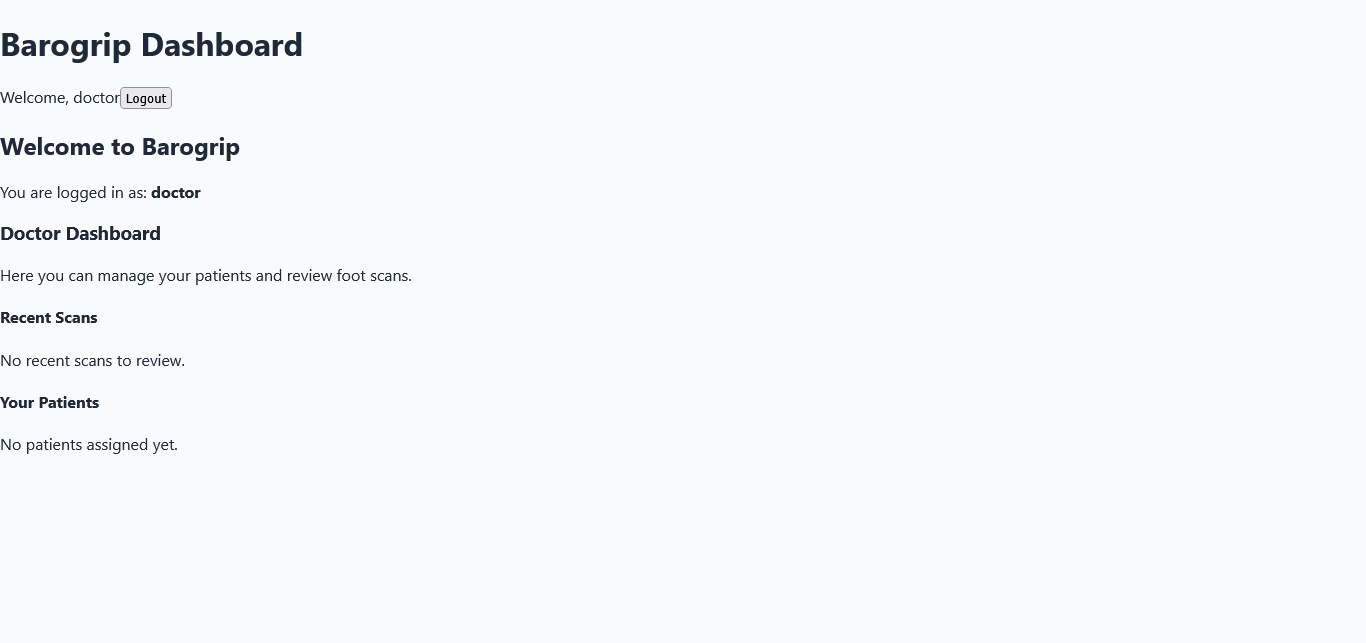 Barogrip Dashboard
Welcome, doctor Logout
Welcome to Barogrip
You are logged in as: doctor
Doctor Dashboard
Here you can manage your patients and review foot scans.
Recent Scans
No recent scans to review.
Your Patients
No patients assigned yet.